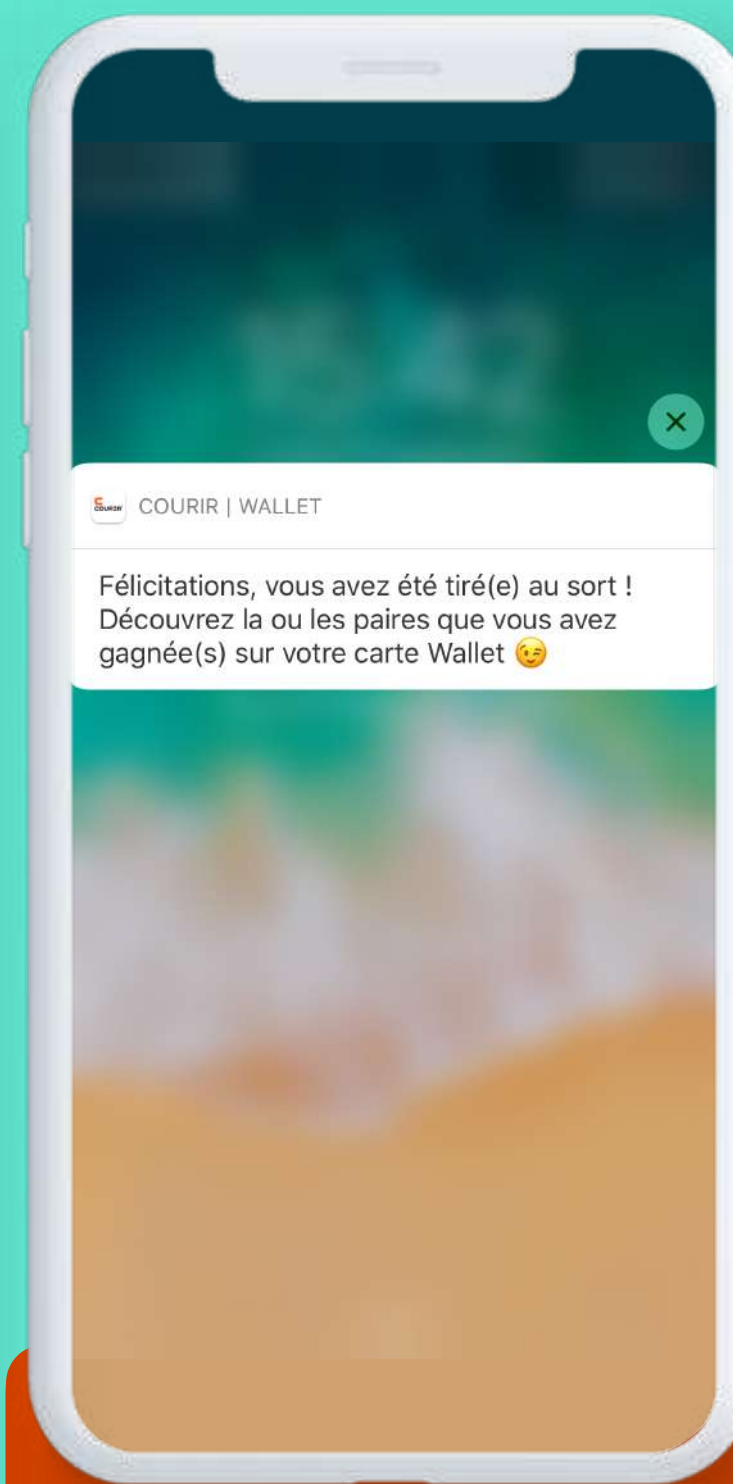 COURIR
COURIR | WALLET
Félicitations, vous avez été tiré(e) au sort !
Découvrez la ou les paires que vous avez
gagnée(s) sur votre carte Wallet 😉